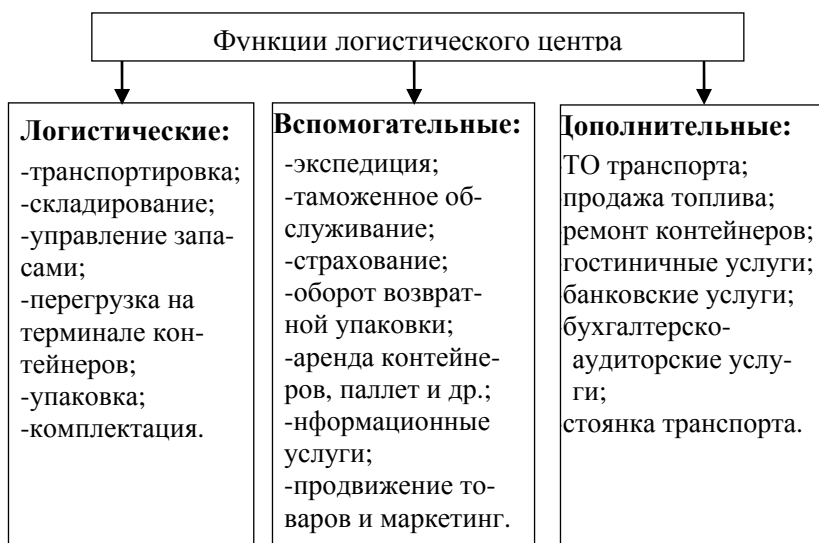 Функции логистического центра
Логистические:
-транспортировка;
-складирование;
-управление запа-
сами;
-перегрузка на
терминале кон-
тейнеров;
-упаковка;
-комплектация.
Вспомогательные:
-экспедиция;
-таможенное об-
служивание;
-страхование;
-оборот возврат-
ной упаковки;
-аренда контейне-
ров, паллет и др.;
-нформационные
услуги;
-продвижение то-
варов и маркетинг.
Дополнительные:
ТО транспорта;
продажа топлива;
ремонт контейнеров;
гостиничные услуги;
банковские услуги;
бухгалтерско-
аудиторские услу-
ги;
стоянка транспорта.